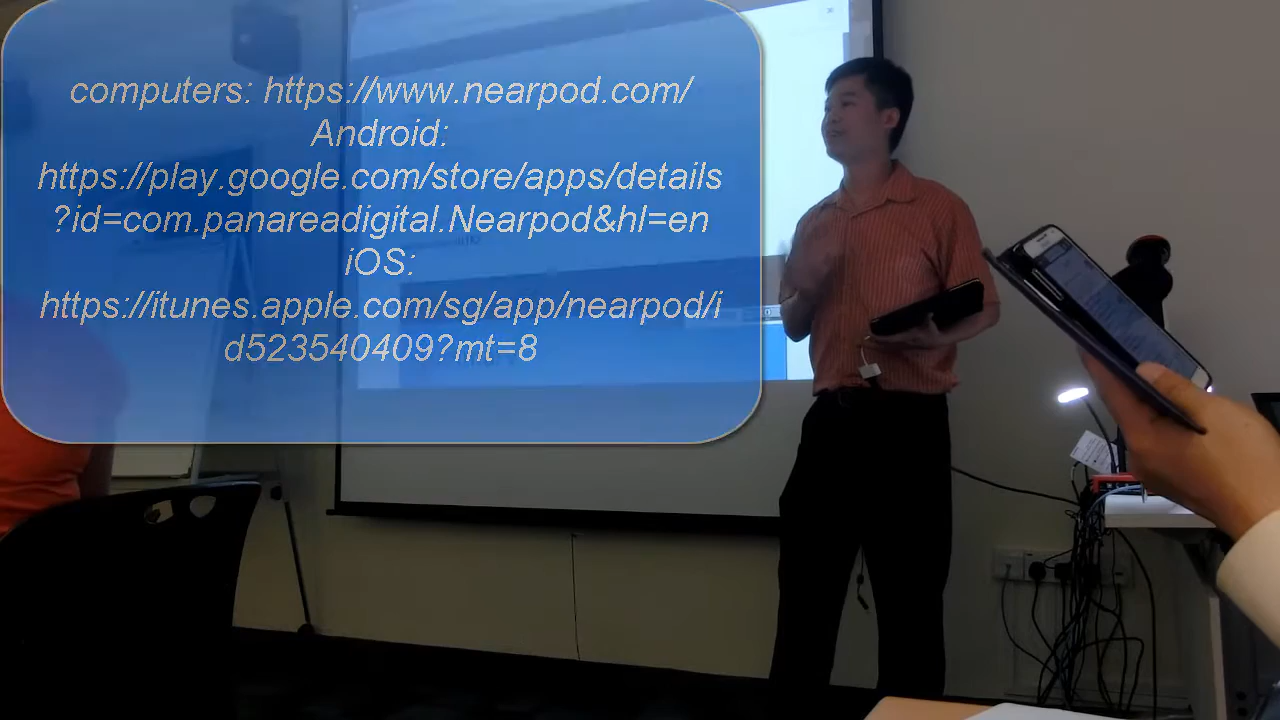 computers: https://www.nearpod.com/
Android:
https://play.google.com/store/apps/details
?id=com.panareadigital.Nearpod&hl=en
iOS:
https://itunes.apple.com/sg/app/nearpod/i
d523540409?mt=8